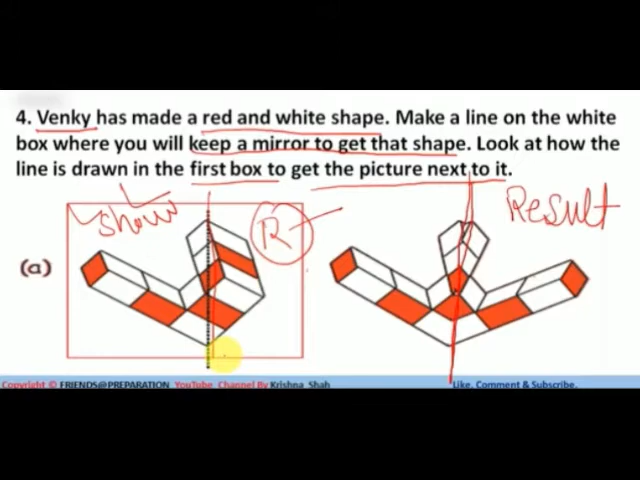 4. Venky has made a red and white shape. Make a line on the white
box where you will keep a mirror to get that shape. Look at how the
line is drawn in the first box to get the picture next to it.
Show
R
Result
(a)
Copyright © FRIENDS@PREPARATION YouTube Channel By Krishna Shah
Like, Comment & Subscribe.